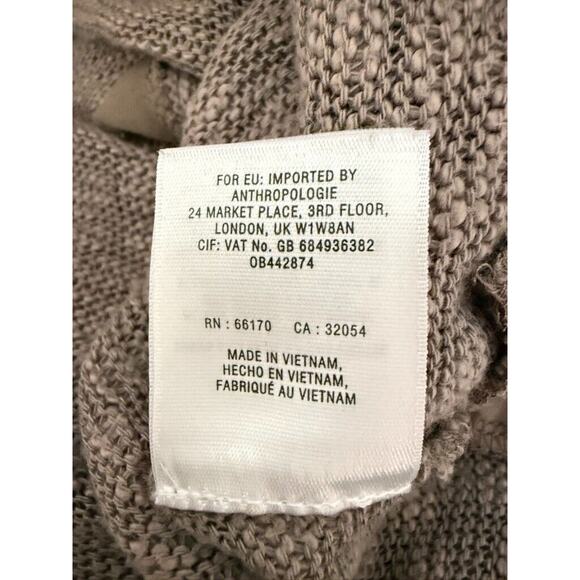 FOR EU: IMPORTED BY
ANTHROPOLOGIE
24 MARKET PLACE, 3RD FLOOR,
LONDON, UK W1W8AN
CIF: VAT No. GB 684936382
OB442874
RN : 66170 CA : 32054
MADE IN VIETNAM,
HECHO EN VIETNAM,
FABRIQUÉ AU VIETNAM